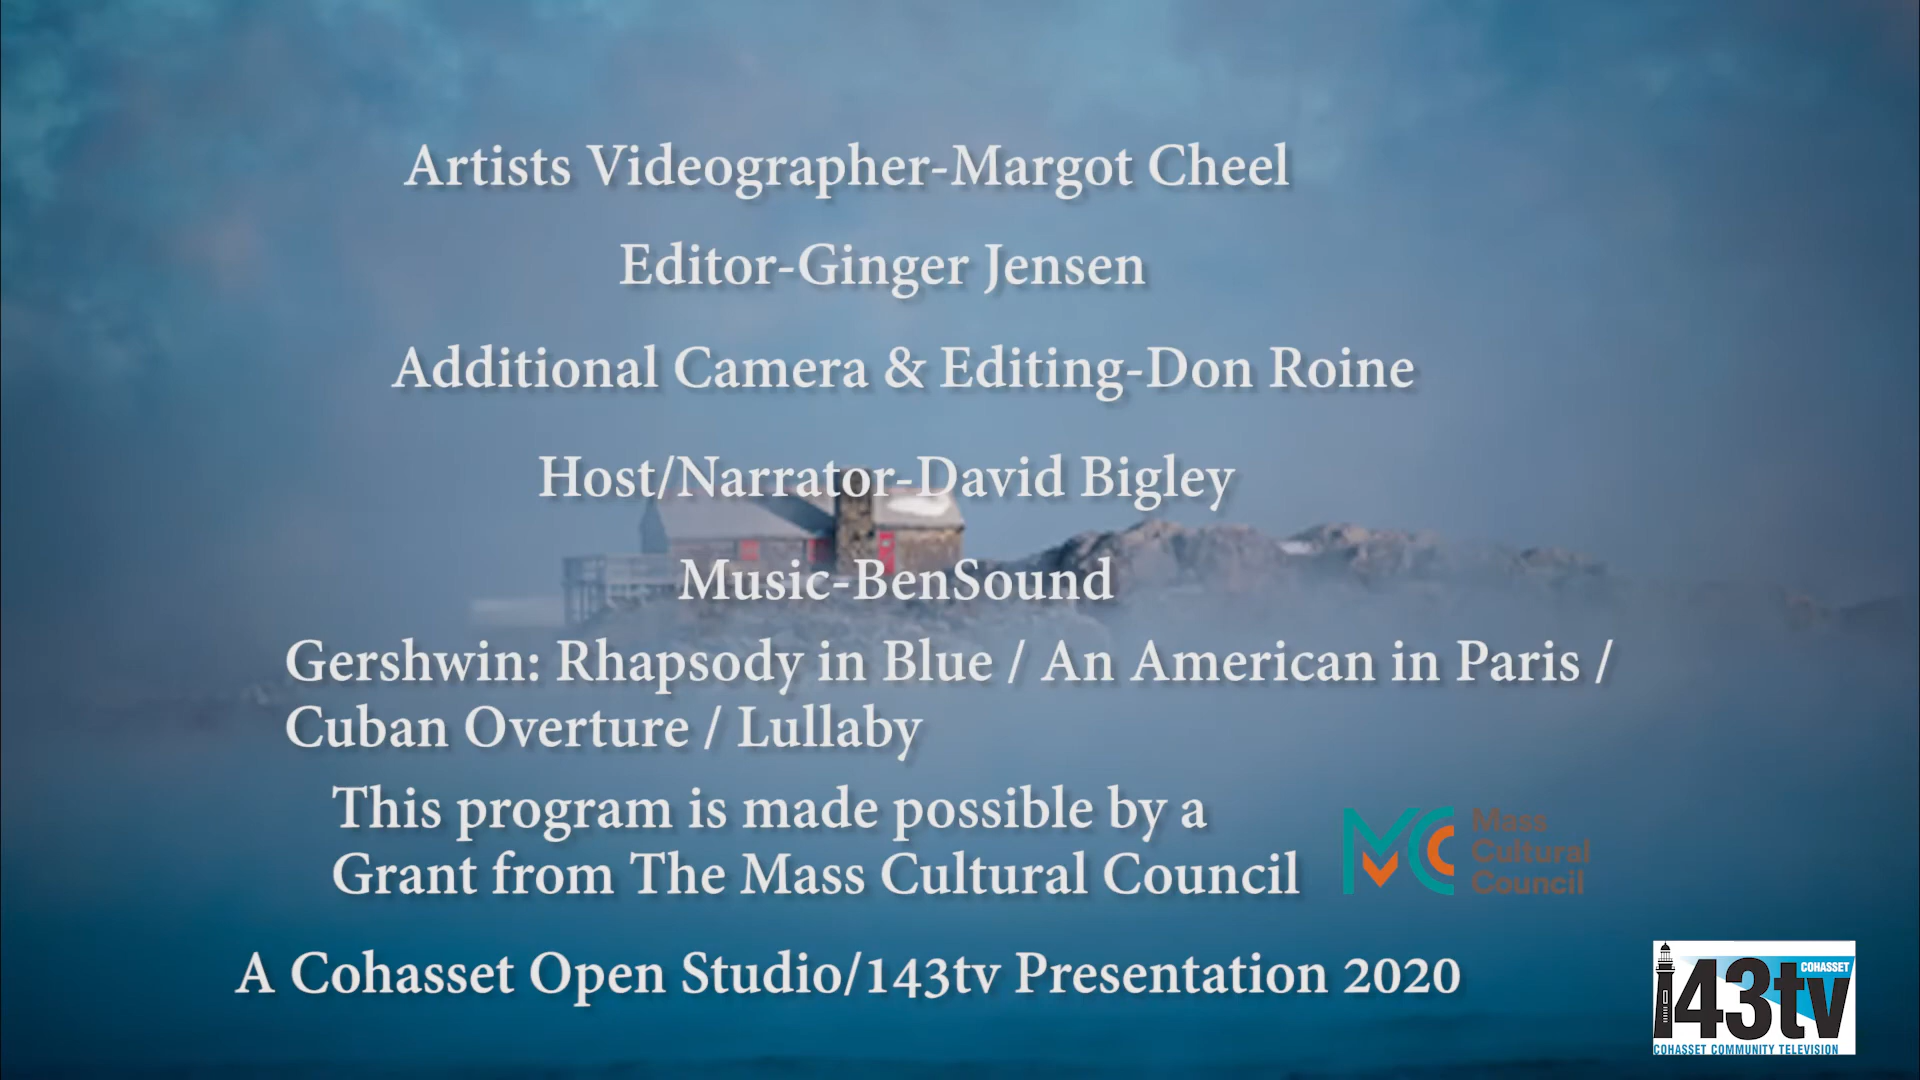 Artists Videographer-Margot Cheel
Editor-Ginger Jensen
Additional Camera & Editing-Don Roine
Host/Narrator-David Bigley
Music-BenSound
Gershwin: Rhapsody in Blue / An American in Paris /
Cuban Overture / Lullaby
This program is made possible by a
Grant from The Mass Cultural Council
MCC
Mass
Cultural
Council
A Cohasset Open Studio/143tv Presentation 2020
COHASSET
143tv
COHASSET COMMUNITY TELEVISION